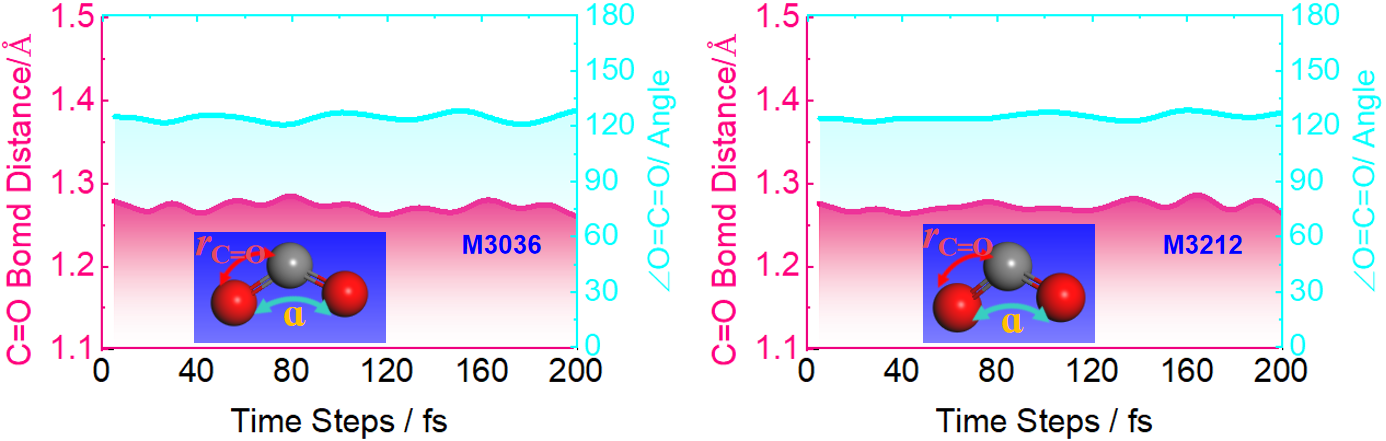 C=O Bomd Distance/Å
1.5
1.4
1.3
1.2
1.1
180
150
120
90
60
30
0
∠O=C=O/ Angle
M3036
rC=O
α
0 40 80 120 160 200
Time Steps / fs
C=O Bomd Distance/Å
1.5
1.4
1.3
1.2
1.1
180
150
120
90
60
30
0
∠O=C=O/ Angle
M3212
rC=O
α
0 40 80 120 160 200
Time Steps / fs